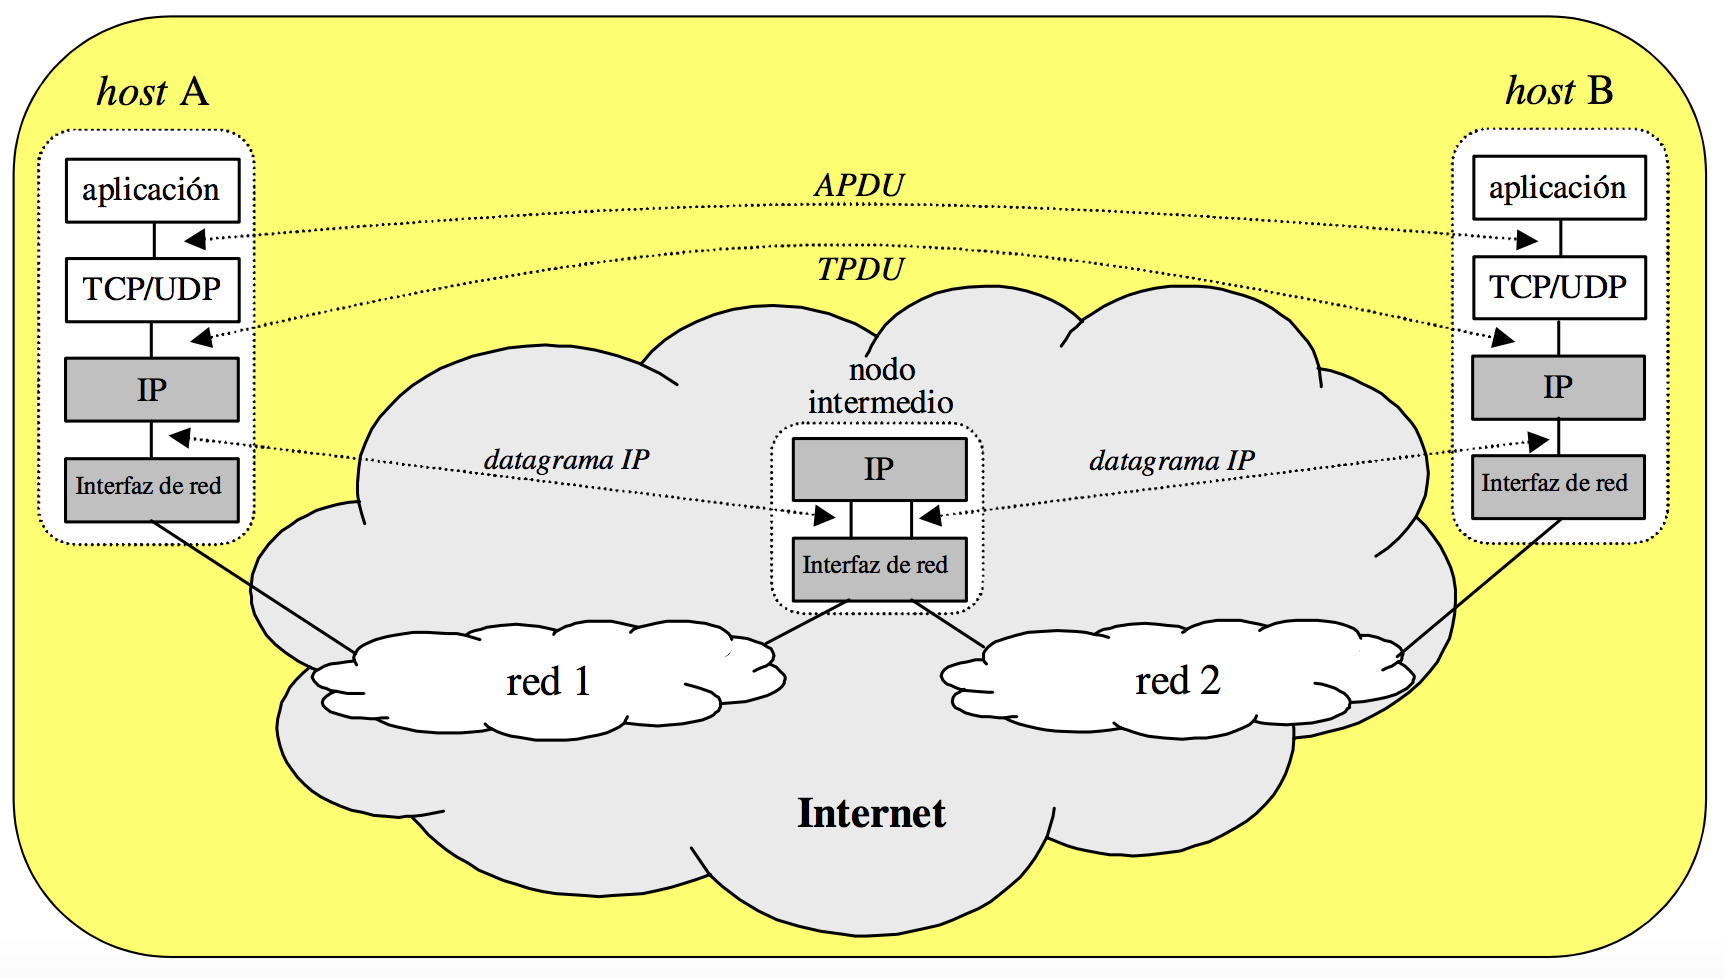 host A
host B
aplicación
TCP/UDP
IP
Interfaz de red
APDU
TPDU
nodo
intermedio
datagrama IP
IP
Interfaz de red
datagrama IP
aplicación
TCP/UDP
IP
Interfaz de red
red 1
red 2
Internet